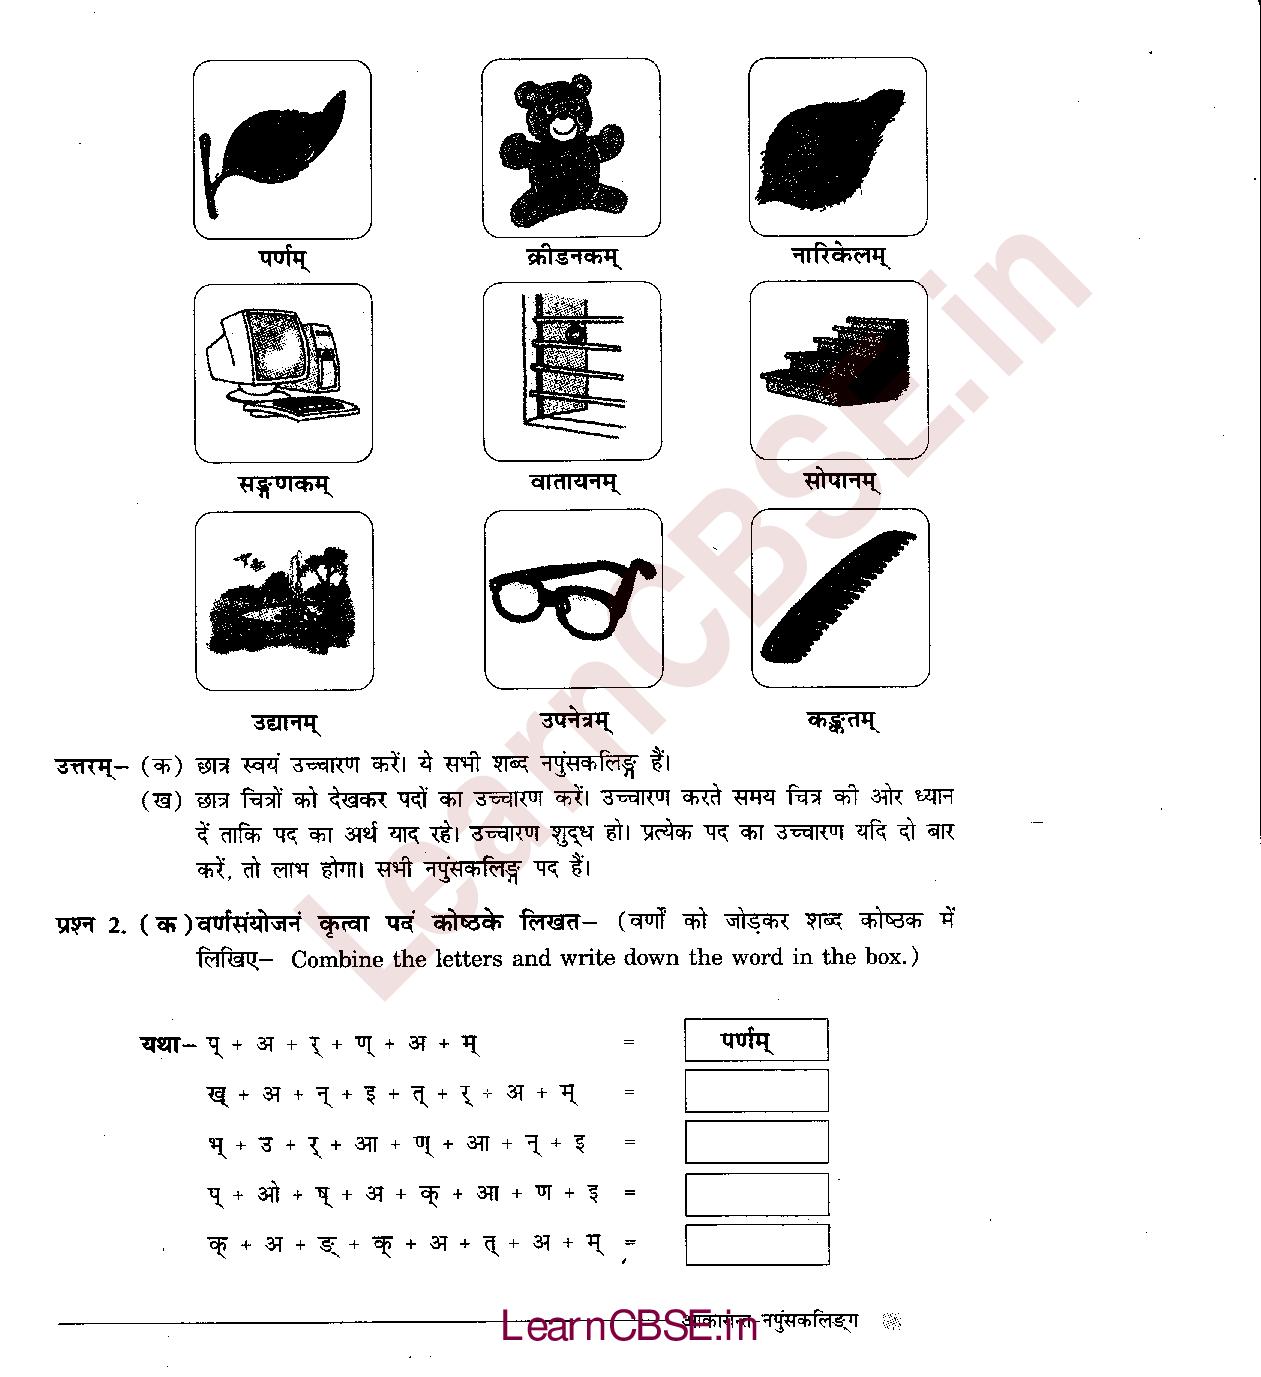 पर्णम् क्रीडनकम् नारिकेलम्
सङ्गणकम् वातायनम् सोपानम्
उद्यानम् उपनेत्रम् कङ्कतम्
उत्तरम्– (क) छात्र स्वयं उच्चारण करें। ये सभी शब्द नपुंसकलिङ्ग हैं।
(ख) छात्र चित्रों को देखकर पदों का उच्चारण करें। उच्चारण करते समय चित्र की ओर ध्यान
दें ताकि पद का अर्थ याद रहे। उच्चारण शुद्ध हो। प्रत्येक पद का उच्चारण यदि दो बार
करें, तो लाभ होगा। सभी नपुंसकलिङ्ग पद हैं।
प्रश्न 2. (क) वर्णसंयोजनं कृत्वा पदं कोष्ठके लिखत– (वर्णों को जोड़कर शब्द कोष्ठक में
लिखिए– Combine the letters and write down the word in the box.)
यथा– प् + अ + र् + ण् + अ + म् = पर्णम्
ख् + अ + न् + इ + त् + र् + अ + म् =
भ् + उ + र् + आ + ण् + आ + न् + इ =
प् + ओ + ष् + अ + क् + आ + ण + इ =
क् + अ + ङ् + क् + अ + त् + अ + म् =
नपुंसकलिङ्ग
LearnCBSE.in
LearnCBSE.in